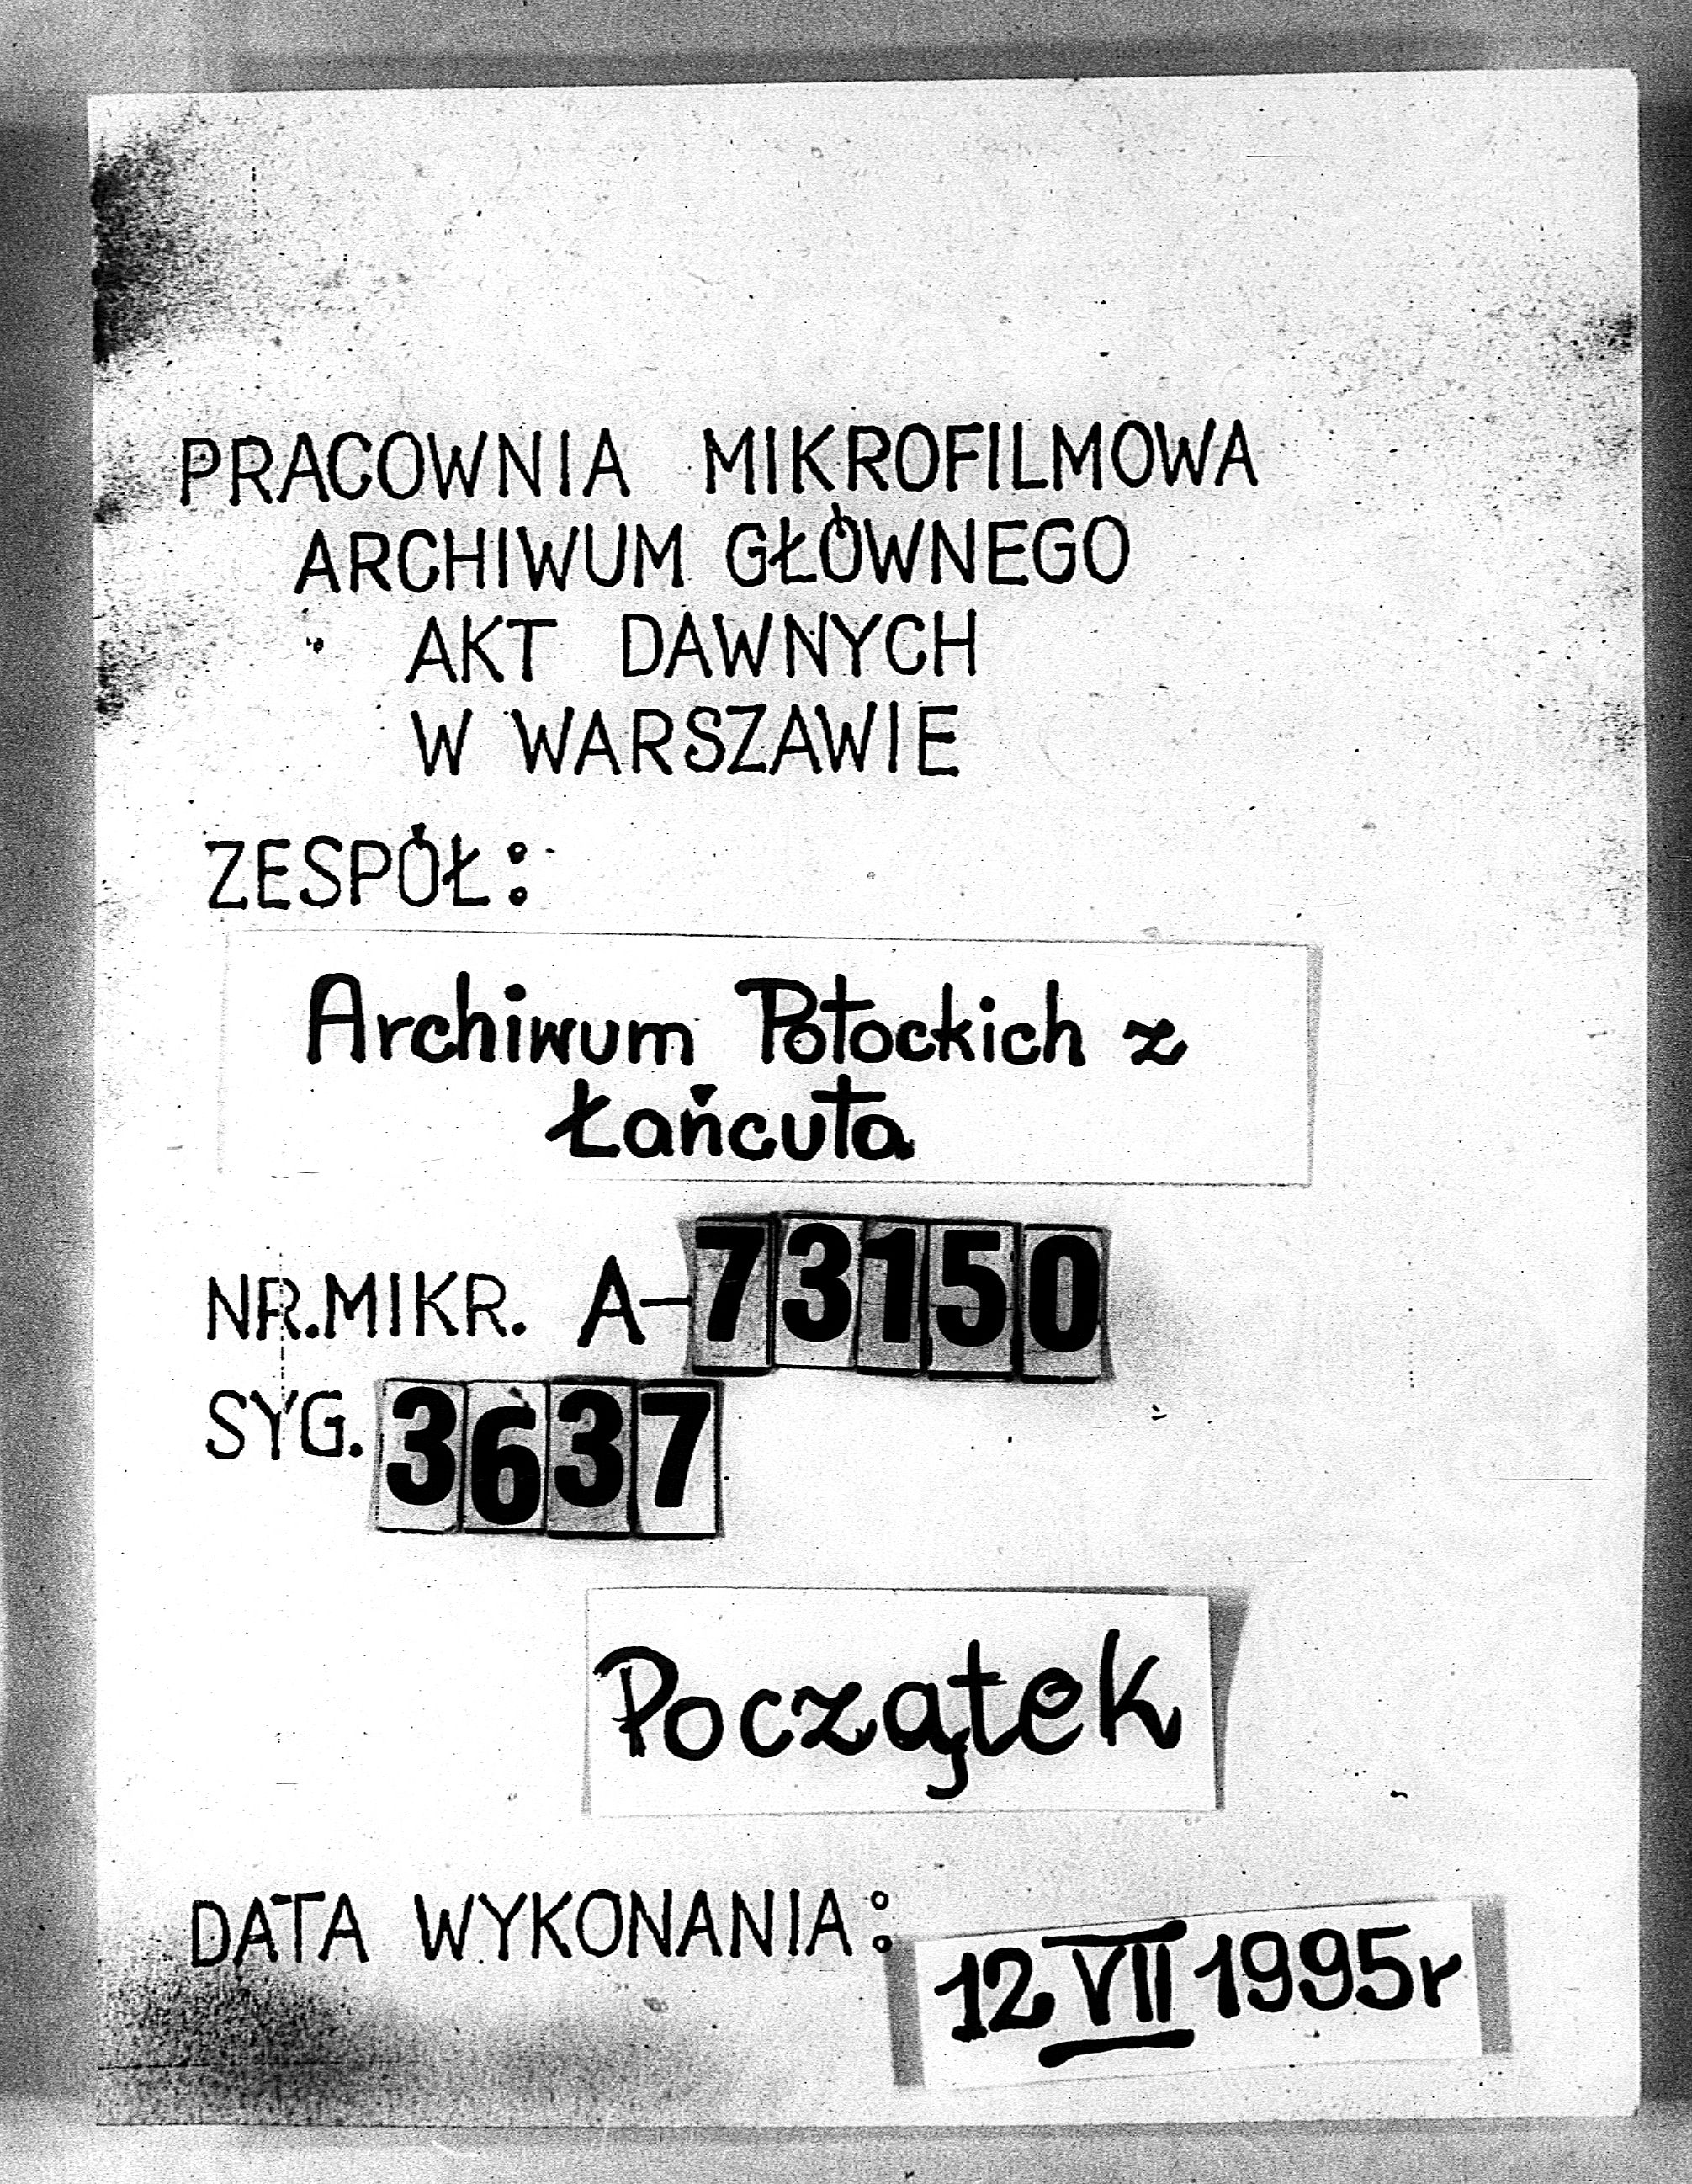 PRACOWNIA MIKROFILMOWA
ARCHIWUM GŁÓWNEGO
AKT DAWNYCH
W WARSZAWIE
ZESPÓŁ:
Archiwum Potockich z
Łańcuta
NR.MIKR. A-73150
SYG. 3637
Początek
DATA WYKONANIA: 12 VII 1995r